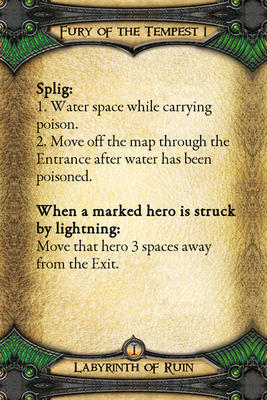 Fury of the Tempest I
Splig:
1. Water space while carrying
poison.
2. Move off the map through the
Entrance after water has been
poisoned.
When a marked hero is struck
by lightning:
Move that hero 3 spaces away
from the Exit.
I
Labyrinth of Ruin